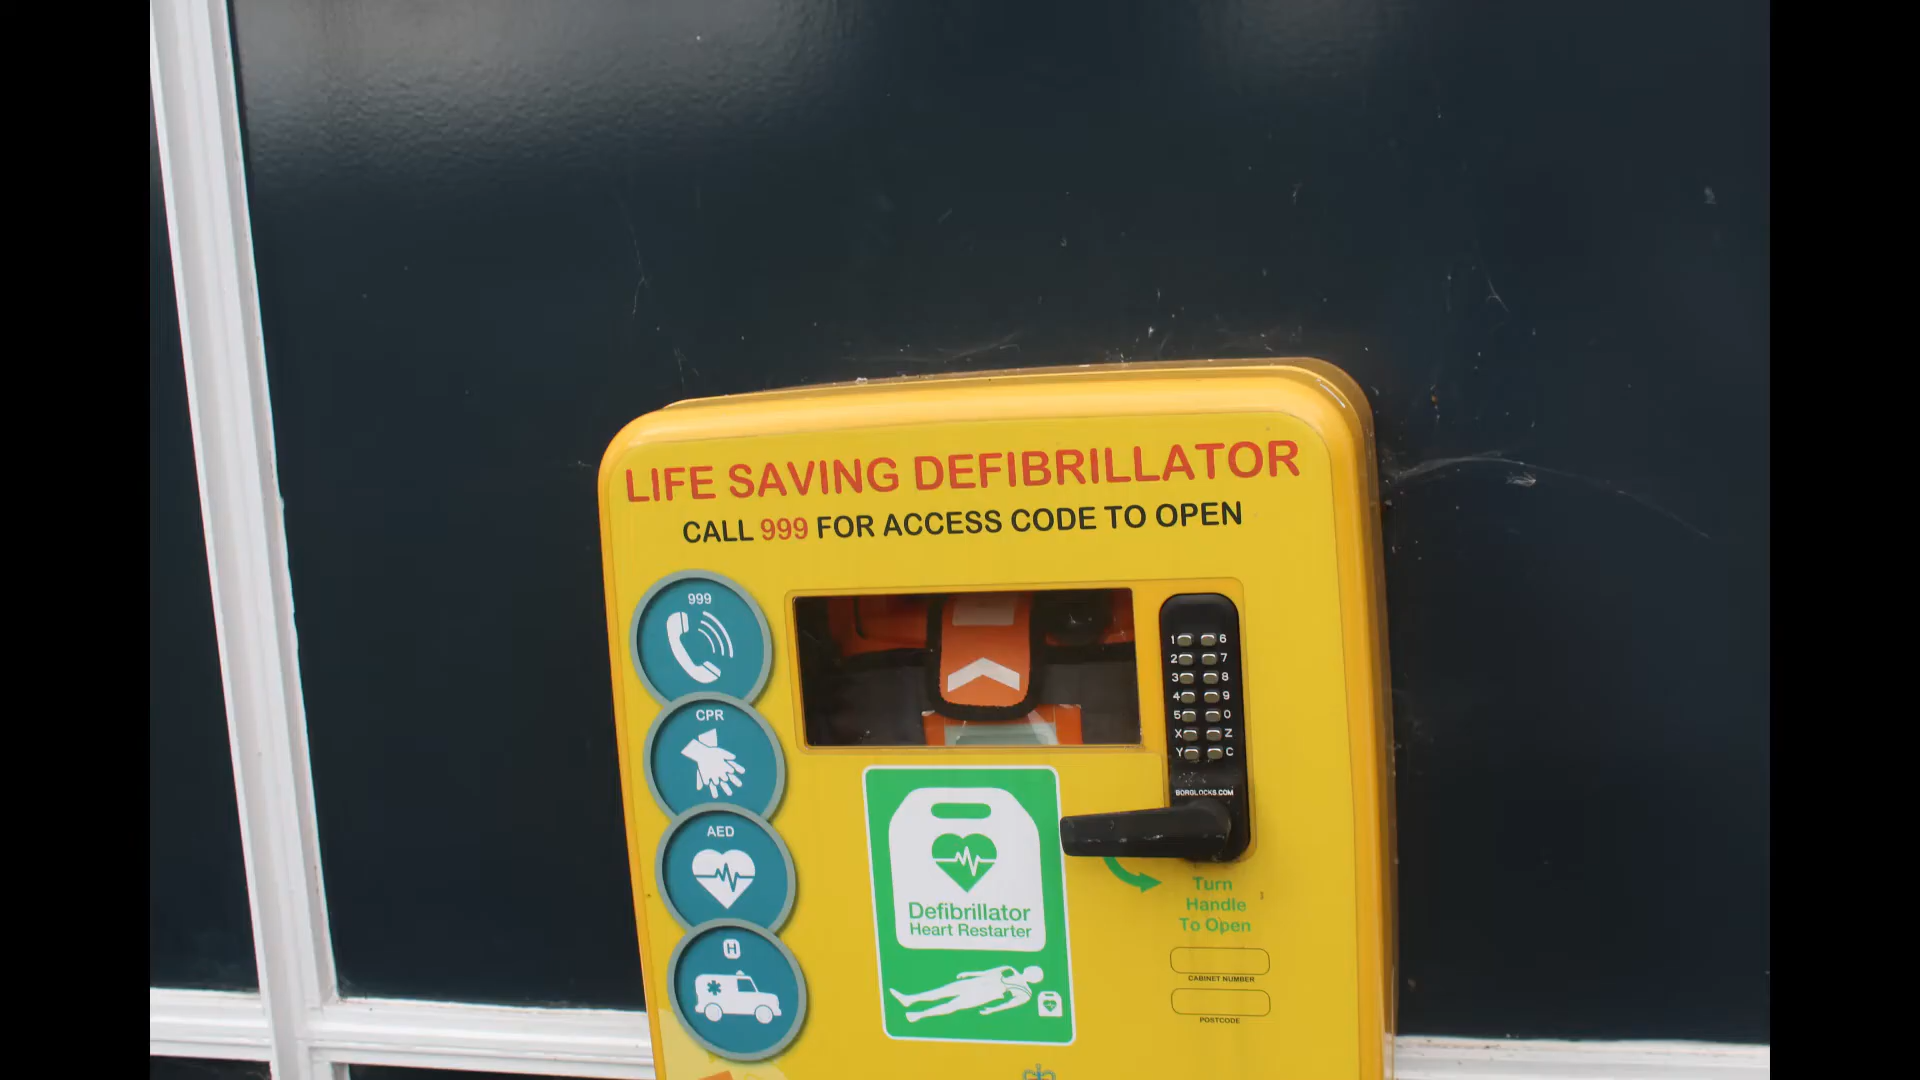 LIFE SAVING DEFIBRILLATOR
CALL 999 FOR ACCESS CODE TO OPEN
999
CPR
AED
H
1 6
2 7
3 8
4 9
5 0
X Z
Y C
BORGLOCKS.COM
Defibrillator
Heart Restarter
Turn
Handle
To Open
CABINET NUMBER
POSTCODE